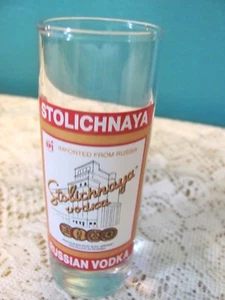 STOLICHNAYA
IMPORTED FROM RUSSIA
Stolichnaya
vodka
RUSSIAN VODKA